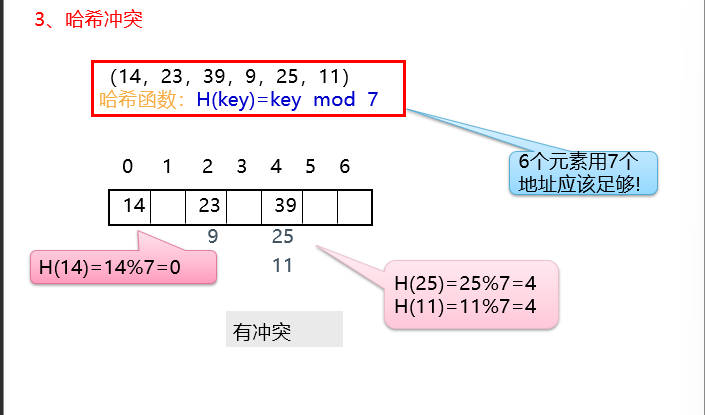 3、哈希冲突
（14，23，39，9，25，11）
哈希函数：H(key)=key mod 7
6个元素用7个
地址应该足够!
0 1 2 3 4 5 6
14 23 39
9 25
11
H(14)=14%7=0
H(25)=25%7=4
H(11)=11%7=4
有冲突